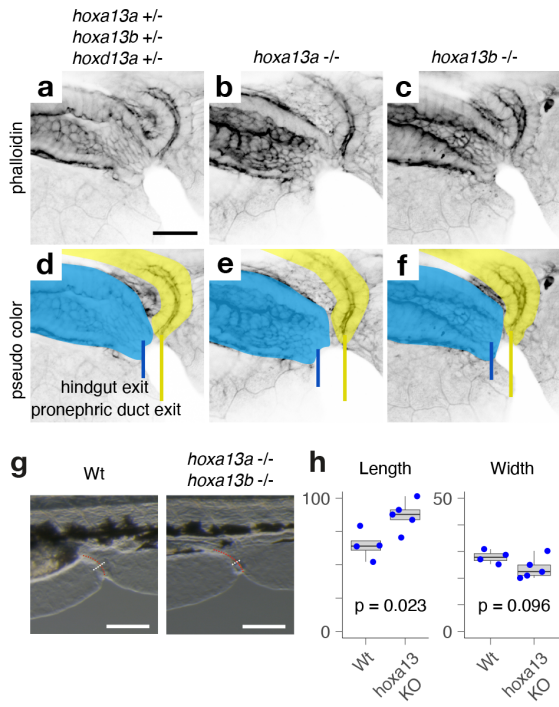 hoxa13a +/-
hoxa13b +/-
hoxd13a +/-
hoxa13a -/-
hoxa13b -/-
a
b
c
phalloidin
d
e
f
pseudo color
hindgut exit
pronephric duct exit
g
Wt
hoxa13a -/-
hoxa13b -/-
h
Length
Width
100
0
p = 0.023
Wt
hoxa13
KO
50
0
p = 0.096
Wt
hoxa13
KO